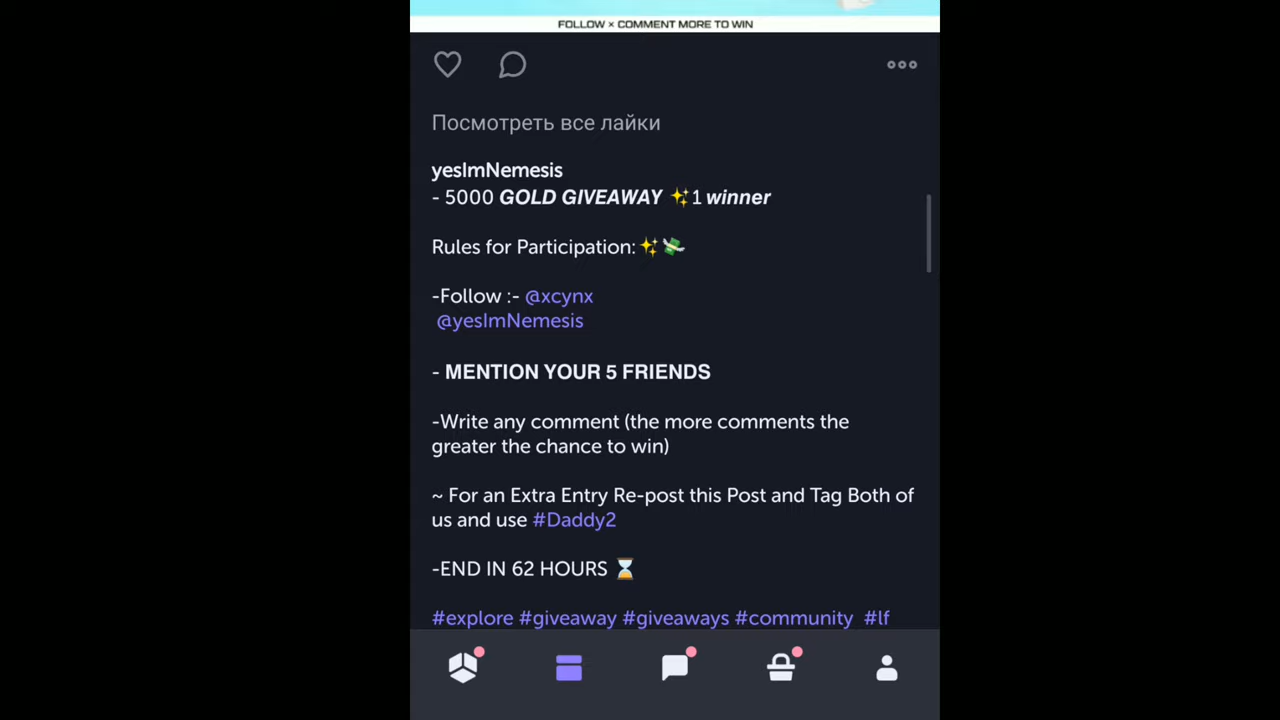 FOLLOW × COMMENT MORE TO WIN
Посмотреть все лайки
yesImNemesis
- 5000 GOLD GIVEAWAY ✨1 winner
Rules for Participation:✨💸
-Follow :- @xcynx
@yesImNemesis
- MENTION YOUR 5 FRIENDS
-Write any comment (the more comments the
greater the chance to win)
~ For an Extra Entry Re-post this Post and Tag Both of
us and use #Daddy2
-END IN 62 HOURS ⏳
#explore #giveaway #giveaways #community #lf